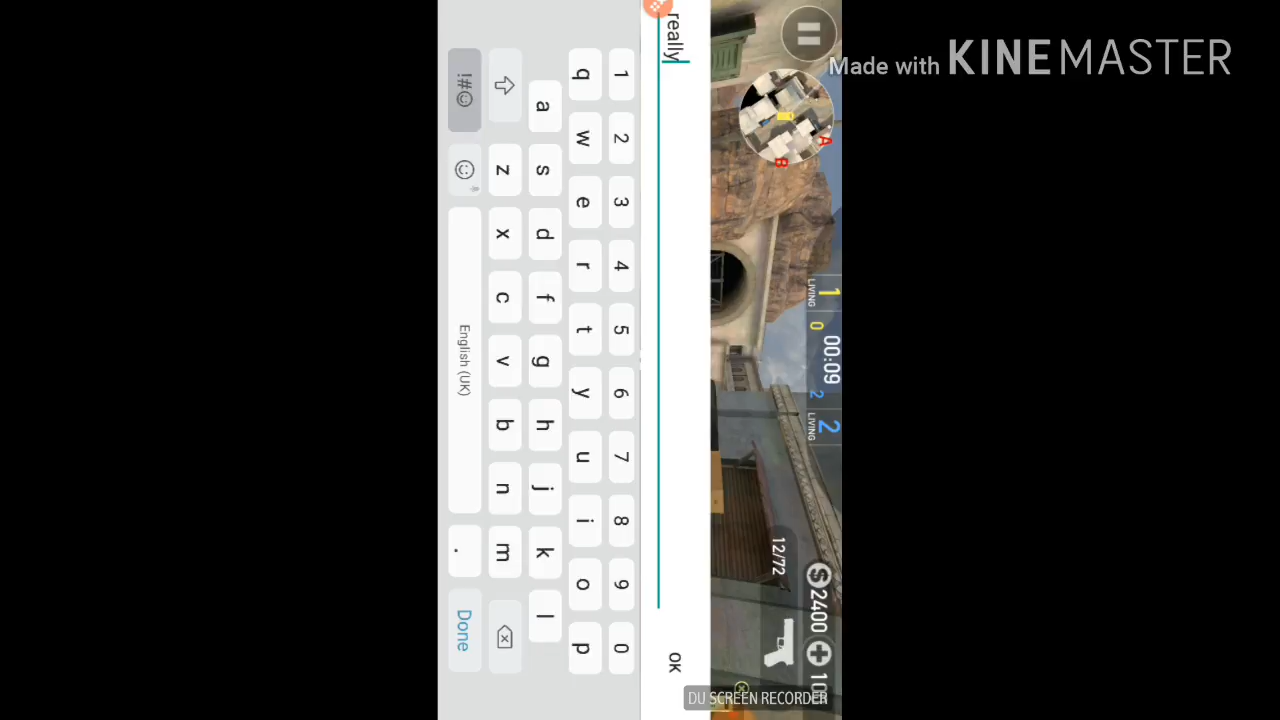 Made with KINEMASTER
A
B
1
LIVING
0
00:09
2
2
LIVING
12/72
$ 2400
10
really
OK
1 2 3 4 5 6 7 8 9 0
q w e r t y u i o p
a s d f g h j k l
z x c v b n m
!#☺
English (UK)
.
Done
DU SCREEN RECORDER